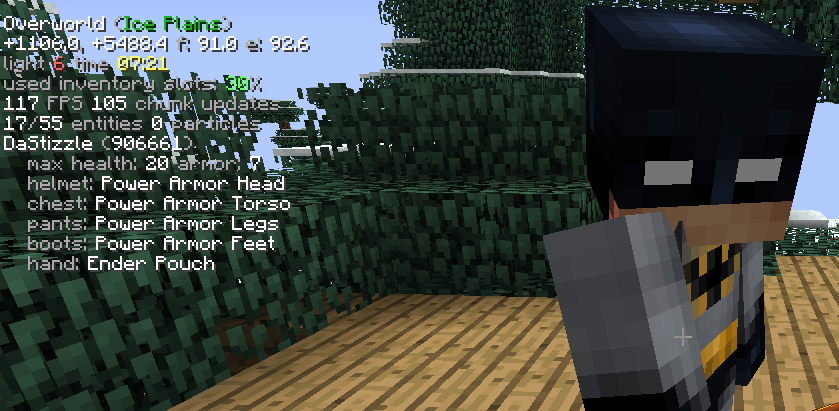 Overworld (Ice Plains)
+1106.0, +5488.4 f: 91.0 e: 92.6
light 6 time 07:21
used inventory slots: 30%
117 FPS 105 chunk updates
17/55 entities 0 particles
DaStizzle (906661)
max health: 20 armor: 7
helmet: Power Armor Head
chest: Power Armor Torso
pants: Power Armor Legs
boots: Power Armor Feet
hand: Ender Pouch